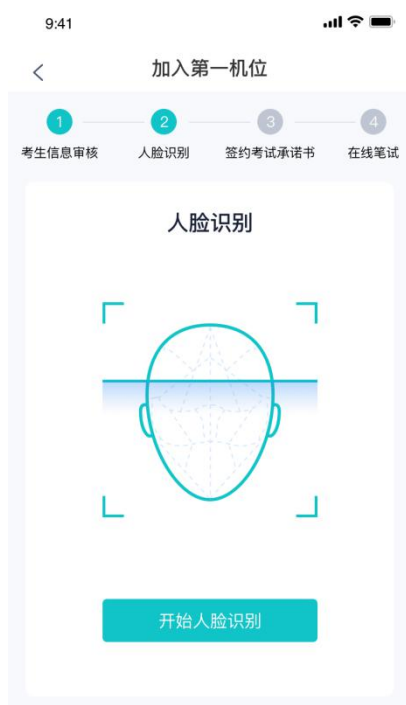 9:41
加入第一机位
1 2 3 4
考生信息审核 人脸识别 签约考试承诺书 在线笔试
人脸识别
开始人脸识别